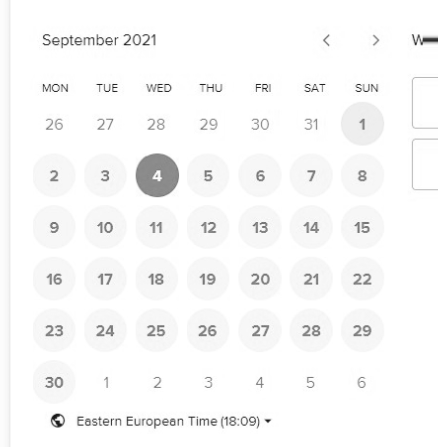 September 2021
MON TUE WED THU FRI SAT SUN
26 27 28 29 30 31 1
2 3 4 5 6 7 8
9 10 11 12 13 14 15
16 17 18 19 20 21 22
23 24 25 26 27 28 29
30 1 2 3 4 5 6
Eastern European Time (18:09)